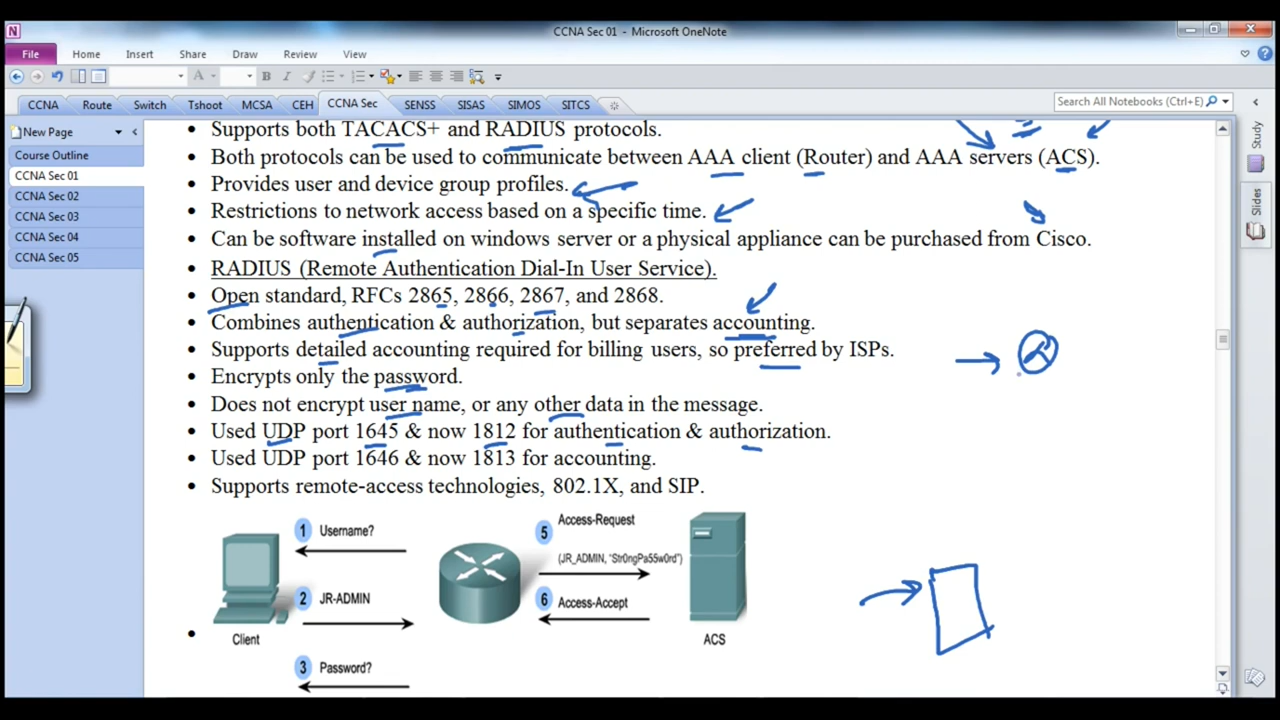 CCNA Sec 01 - Microsoft OneNote
File Home Insert Share Draw Review View
CCNA Route Switch Tshoot MCSA CEH CCNA Sec SENSS SISAS SIMOS SITCS
Search All Notebooks (Ctrl+E)
New Page
Course Outline
CCNA Sec 01
CCNA Sec 02
CCNA Sec 03
CCNA Sec 04
CCNA Sec 05
Study
Slides
• Supports both TACACS+ and RADIUS protocols.
• Both protocols can be used to communicate between AAA client (Router) and AAA servers (ACS).
• Provides user and device group profiles.
• Restrictions to network access based on a specific time.
• Can be software installed on windows server or a physical appliance can be purchased from Cisco.
• RADIUS (Remote Authentication Dial-In User Service).
• Open standard, RFCs 2865, 2866, 2867, and 2868.
• Combines authentication & authorization, but separates accounting.
• Supports detailed accounting required for billing users, so preferred by ISPs.
• Encrypts only the password.
• Does not encrypt user name, or any other data in the message.
• Used UDP port 1645 & now 1812 for authentication & authorization.
• Used UDP port 1646 & now 1813 for accounting.
• Supports remote-access technologies, 802.1X, and SIP.
1 Username?
2 JR-ADMIN
Client
3 Password?
5 Access-Request
(JR_ADMIN, "Str0ngPa55w0rd")
6 Access-Accept
ACS